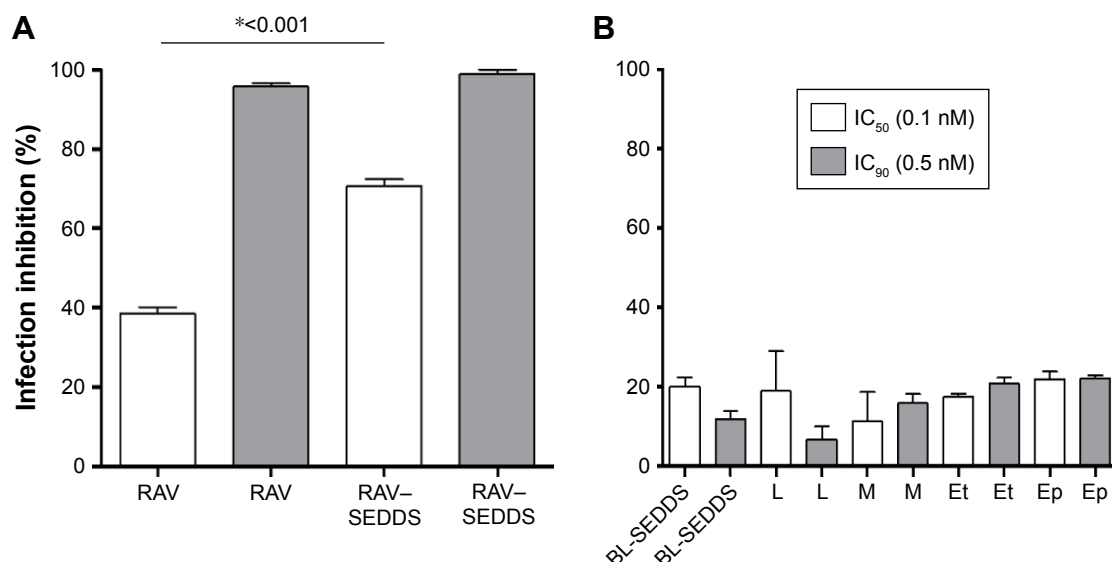 A
*<0.001
Infection inhibition (%)
100
80
60
40
20
0
RAV
RAV
RAV–
SEDDS
RAV–
SEDDS
B
100
80
60
40
20
0
IC50 (0.1 nM)
IC90 (0.5 nM)
BL-SEDDS
BL-SEDDS
L
L
M
M
Et
Et
Ep
Ep